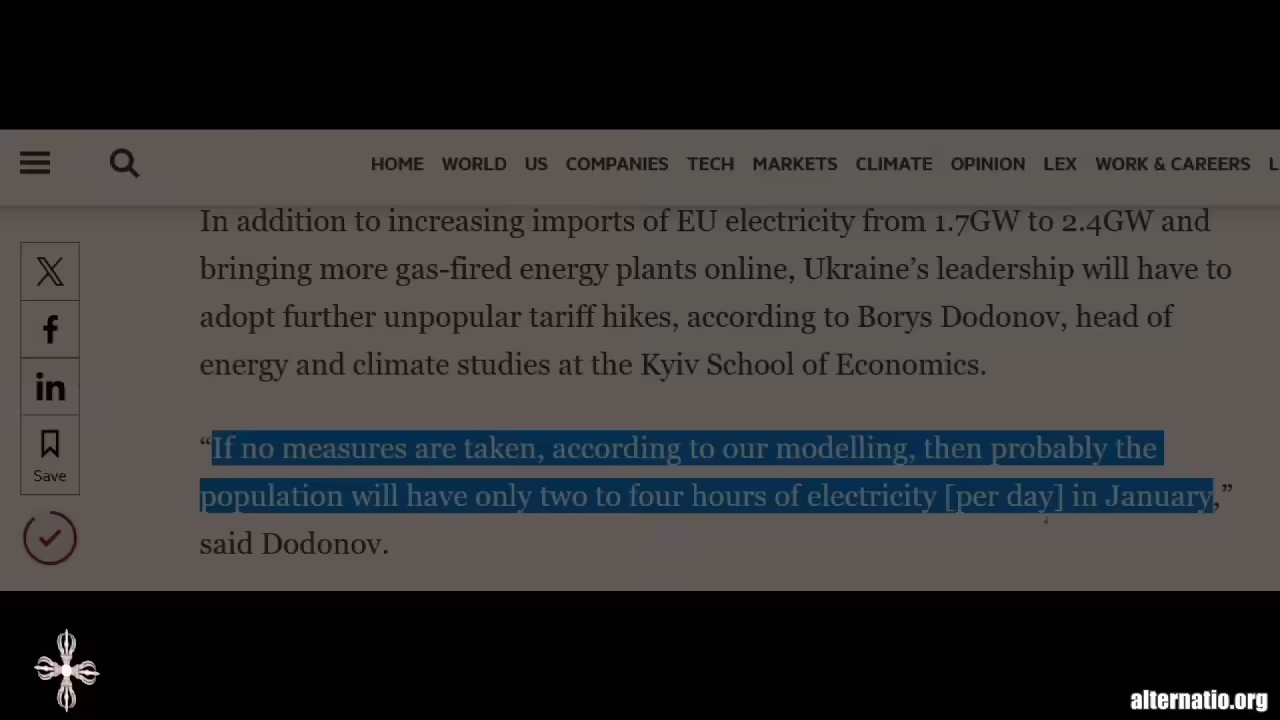 HOME WORLD US COMPANIES TECH MARKETS CLIMATE OPINION LEX WORK & CAREERS L
In addition to increasing imports of EU electricity from 1.7GW to 2.4GW and
bringing more gas-fired energy plants online, Ukraine’s leadership will have to
adopt further unpopular tariff hikes, according to Borys Dodonov, head of
energy and climate studies at the Kyiv School of Economics.
“If no measures are taken, according to our modelling, then probably the
population will have only two to four hours of electricity [per day] in January,”
said Dodonov.
Save
alternatio.org